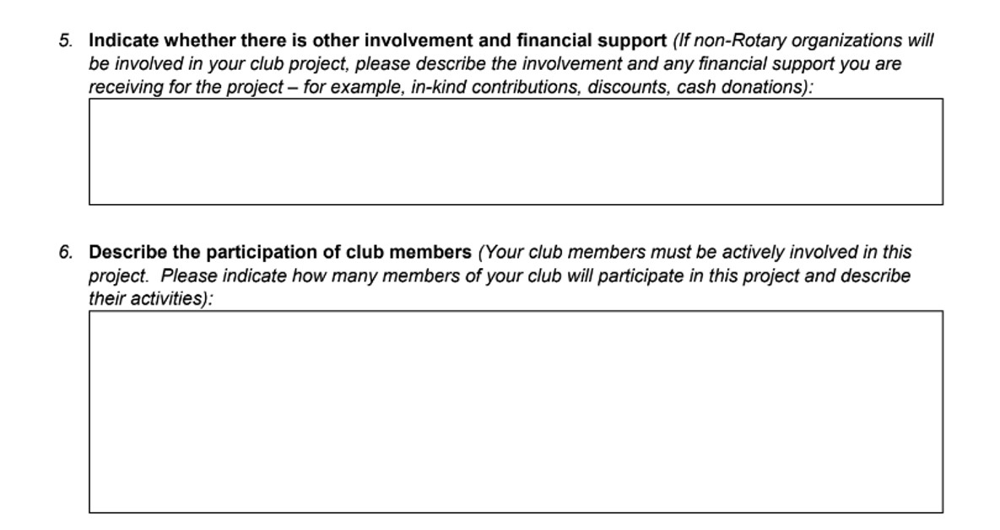 5. Indicate whether there is other involvement and financial support (If non-Rotary organizations will
be involved in your club project, please describe the involvement and any financial support you are
receiving for the project – for example, in-kind contributions, discounts, cash donations):
6. Describe the participation of club members (Your club members must be actively involved in this
project.  Please indicate how many members of your club will participate in this project and describe
their activities):